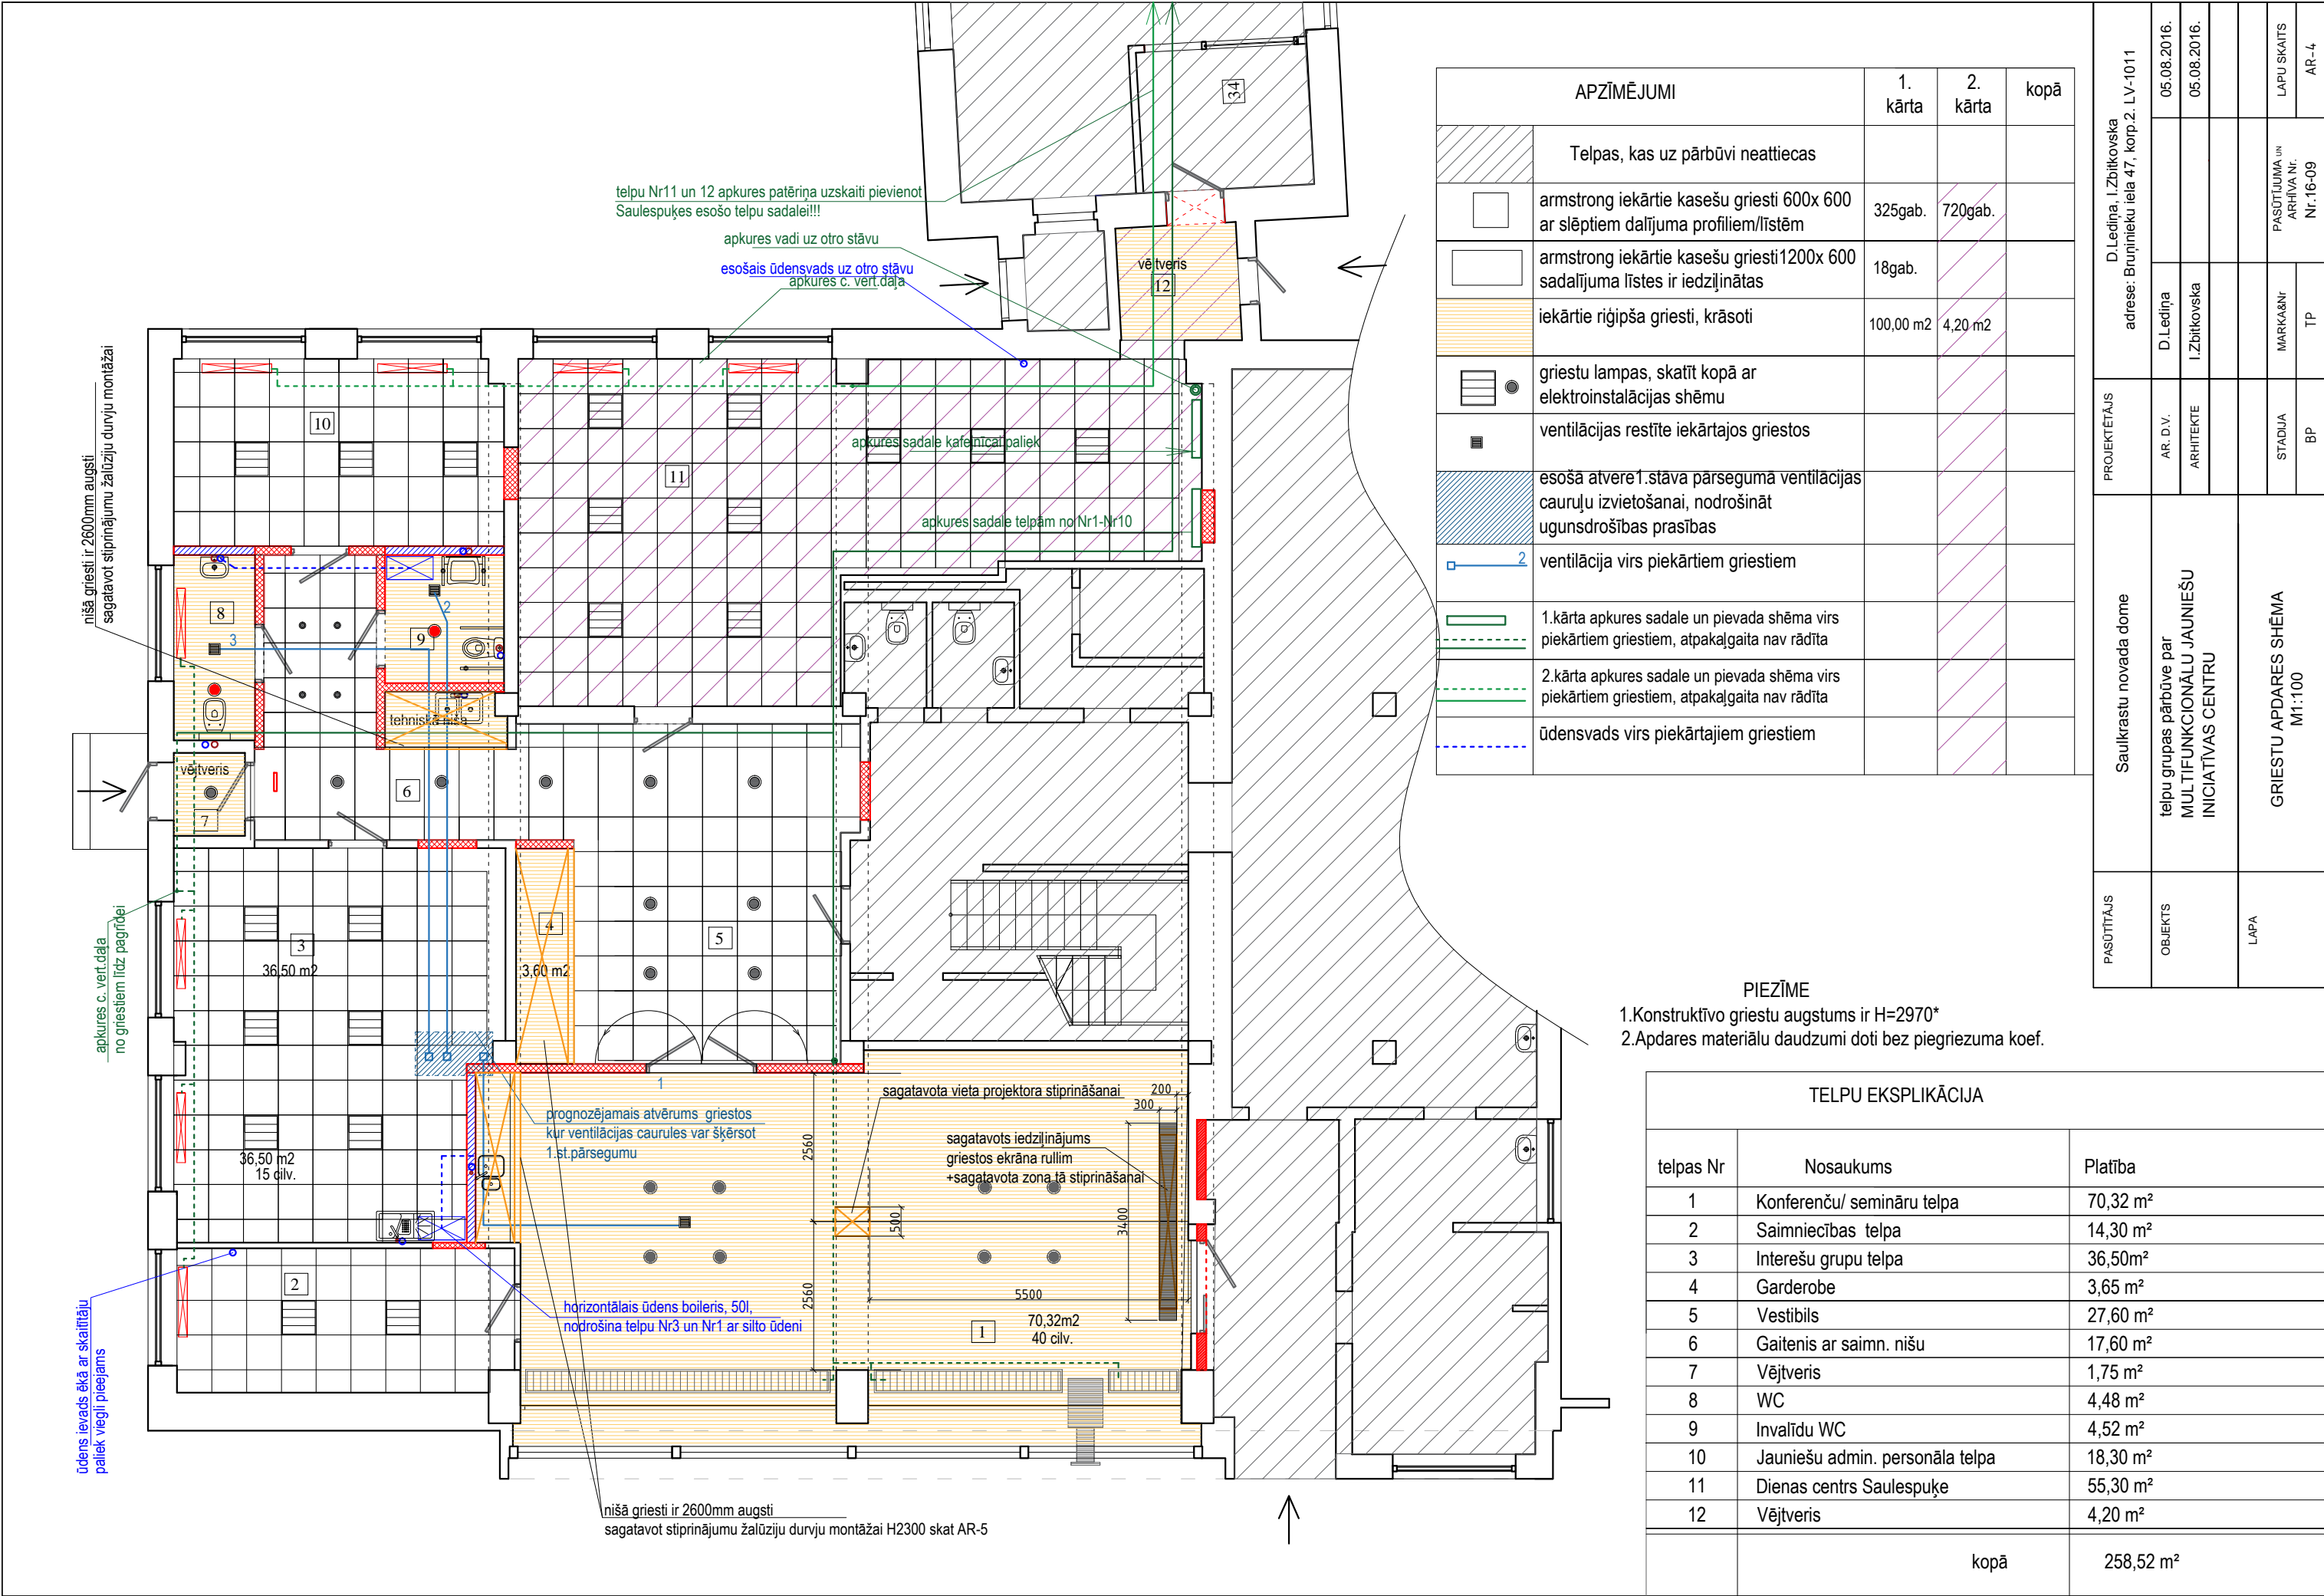 telpu Nr11 un 12 apkures patēriņa uzskaiti pievienot
Saulespuķes esošo telpu sadalei!!!
apkures vadi uz otro stāvu
esošais ūdensvads uz otro stāvu
apkures c. vert.daļa
34
vējtveris
12
nišā griesti ir 2600mm augsti
sagatavot stiprinājumu žalūziju durvju montāžai
10
11
apkures sadale kafeinīcai paliek
apkures sadale telpām no Nr1-Nr10
8
3
2
9
tehniskā niša
vējtveris
7
6
apkures c. vert.daļa
no griestiem līdz pagrīdei
3
36,50 m2
4
3,60 m2
5
1
prognozējamais atvērums griestos
kur ventilācijas caurules var šķērsot
1.st.pārsegumu
36,50 m2
15 cilv.
2
sagatavota vieta projektora stiprināšanai
200
300
sagatavots iedziļinājums
griestos ekrāna rullim
+sagatavota zona tā stiprināšanai
2560
500
3400
2560
5500
70,32m2
40 cilv.
1
horizontālais ūdens boileris, 50l,
nodrošina telpu Nr3 un Nr1 ar silto ūdeni
ūdens ievads ēkā ar skaitītāju
paliek viegli pieejams
nišā griesti ir 2600mm augsti
sagatavot stiprinājumu žalūziju durvju montāžai H2300 skat AR-5
APZĪMĒJUMI 1. kārta 2. kārta kopā
Telpas, kas uz pārbūvi neattiecas
armstrong iekārtie kasešu griesti 600x 600
ar slēptiem dalījuma profiliem/līstēm
325gab. 720gab.
armstrong iekārtie kasešu griesti1200x 600
sadalījuma līstes ir iedziļinātas
18gab.
iekārtie riģipša griesti, krāsoti
100,00 m2 4,20 m2
griestu lampas, skatīt kopā ar
elektroinstalācijas shēmu
ventilācijas restīte iekārtajos griestos
esošā atvere1.stāva pārsegumā ventilācijas
cauruļu izvietošanai, nodrošināt
ugunsdrošības prasības
2
ventilācija virs piekārtiem griestiem
1.kārta apkures sadale un pievada shēma virs
piekārtiem griestiem, atpakaļgaita nav rādīta
2.kārta apkures sadale un pievada shēma virs
piekārtiem griestiem, atpakaļgaita nav rādīta
ūdensvads virs piekārtajiem griestiem
PIEZĪME
1.Konstruktīvo griestu augstums ir H=2970*
2.Apdares materiālu daudzumi doti bez piegriezuma koef.
TELPU EKSPLIKĀCIJA
telpas Nr Nosaukums Platība
1 Konferenču/ semināru telpa 70,32 m²
2 Saimniecības telpa 14,30 m²
3 Interešu grupu telpa 36,50m²
4 Garderobe 3,65 m²
5 Vestibils 27,60 m²
6 Gaitenis ar saimn. nišu 17,60 m²
7 Vējtveris 1,75 m²
8 WC 4,48 m²
9 Invalīdu WC 4,52 m²
10 Jauniešu admin. personāla telpa 18,30 m²
11 Dienas centrs Saulespuķe 55,30 m²
12 Vējtveris 4,20 m²
kopā 258,52 m²
PASŪTĪTĀJS
Saulkrastu novada dome
PROJEKTĒTĀJS
D.Lediņa, I.Zbitkovska
adrese: Bruņinieku iela 47, korp.2. LV-1011
OBJEKTS
telpu grupas pārbūve par
MULTIFUNKCIONĀLU JAUNIEŠU
INICIATĪVAS CENTRU
AR. D.V. D.Lediņa 05.08.2016.
ARHITEKTE I.Zbitkovska 05.08.2016.
LAPA
GRIESTU APDARES SHĒMA
M1:100
STADIJA MARKA&Nr PASŪTĪJUMA UN ARHĪVA Nr. LAPU SKAITS
BP TP Nr.16-09 AR-4